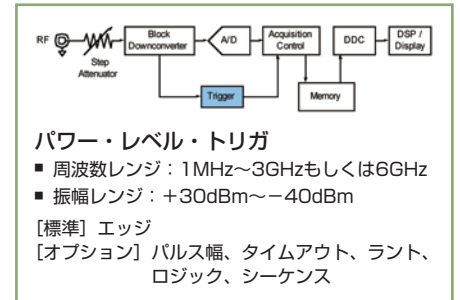 RF
Step
Attenuator
Block
Downconverter
A/D
Acquisition
Control
DDC
DSP /
Display
Trigger
Memory
パワー・レベル・トリガ
■ 周波数レンジ：1MHz～3GHzもしくは6GHz
■ 振幅レンジ：＋30dBm～－40dBm
［標準］エッジ
［オプション］パルス幅、タイムアウト、ラント、
ロジック、シーケンス